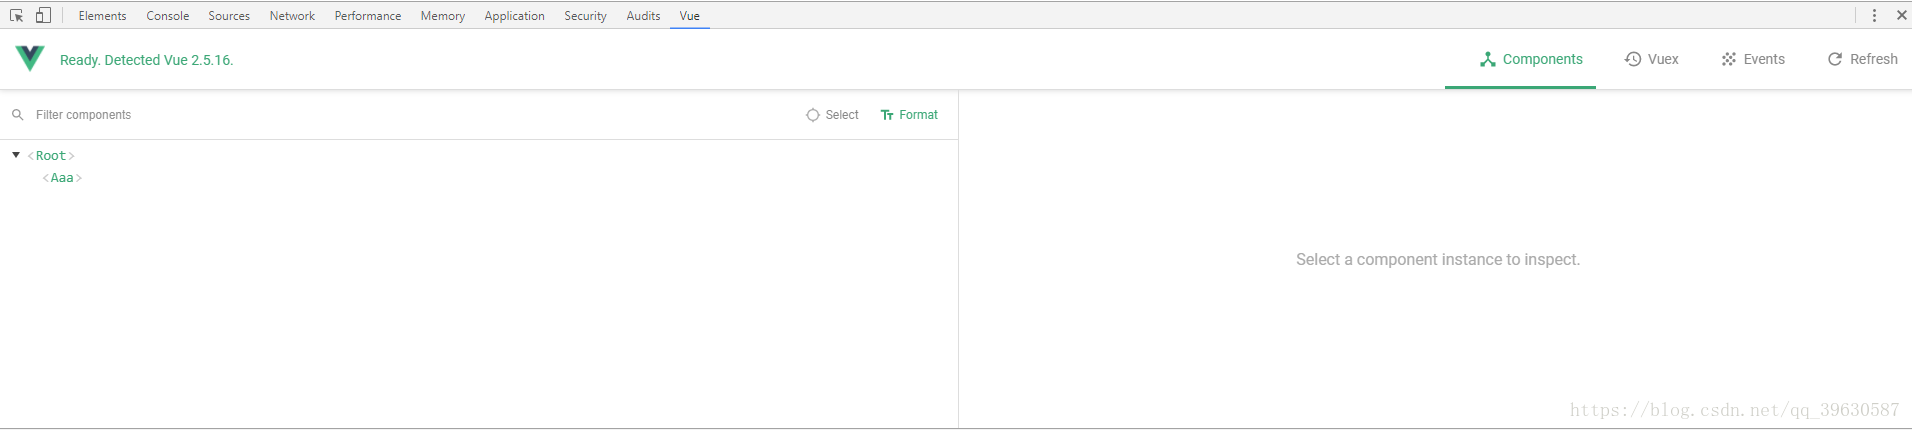 Elements Console Sources Network Performance Memory Application Security Audits Vue
Ready. Detected Vue 2.5.16.
Components Vuex Events Refresh
Filter components Select Format
<Root>
<Aaa>
Select a component instance to inspect.
https://blog.csdn.net/qq_39630587